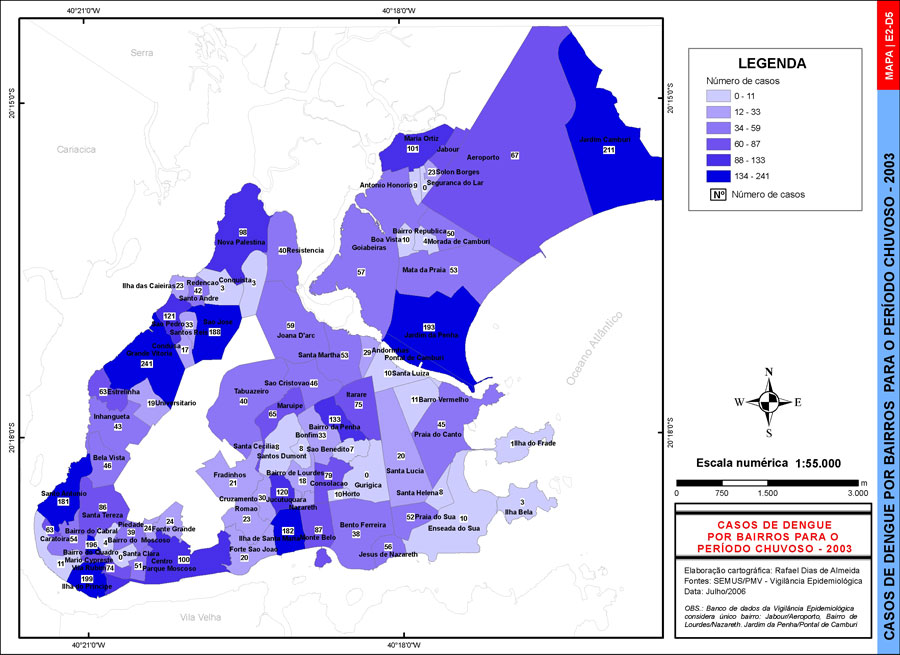 40°21'0"W
40°18'0"W
MAPA | E2-D5
Serra
Cariacica
20°15'0"S
20°15'0"S
LEGENDA
Número de casos
0 - 11
12 - 33
34 - 59
60 - 87
88 - 133
134 - 241
Nº Número de casos
CASOS DE DENGUE POR BAIRROS PARA O PERÍODO CHUVOSO - 2003
Jardim Camburi
211
Maria Ortiz
101
Jabour
Aeroporto 67
23 Solon Borges
Antonio Honorio 9
0 Seguranca do Lar
98
Nova Palestina
40 Resistencia
Bairro Republica 50
Boa Vista 10
4 Morada de Camburi
Goiabeiras
57
Mata da Praia 53
Ilha das Caieiras 23
Redencao
42
Conquista
3
3
Santo Andre
121
Sao Pedro 33
Santos Reis
Sao Jose
188
17
Comdusa
Grande Vitoria
241
59
Joana D'arc
193
Jardim da Penha
Oceano Atlântico
Santa Martha 53
29 Andorinhas
Pontal de Camburi
10 Santa Luiza
63 Estrelinha
19 Universitario
Inhangueta
43
Sao Cristovao 46
Tabuazeiro
40
Maruipe
65
Itarare
75
133
Bairro da Penha
Bonfim 33
11 Barro Vermelho
45
Praia do Canto
N
W
E
S
20°18'0"S
20°18'0"S
Santa Cecilia 8
8
Santos Dumont
Sao Benedito 7
1 Ilha do Frade
Bela Vista
46
Fradinhos
21
Bairro de Lourdes
18
79
Consolacao
0
Gurigica
20
Santa Lucia
Escala numérica 1:55.000
0 750 1.500 3.000 m
Santo Antonio
181
86
Santa Tereza
Cruzamento 30
120
Jucutuquara
Nazareth
10 Horto
Santa Helena 8
3
Ilha Bela
63
Caratoira 54
Bairro do Cabral
196
4
Piedade
39
24
24
Fonte Grande
Bairro do Moscoso
Romao
23
182
Ilha de Santa Maria
87
Monte Belo
Bento Ferreira
38
52 Praia do Sua
10
Enseada do Sua
Bairro do Quadro
0
Santa Clara
11
Mario Cypreste
Vila Rubim 74
51
Parque Moscoso
Centro
100
Forte Sao Joao
20
56
Jesus de Nazareth
199
Ilha do Principe
Vila Velha
CASOS DE DENGUE
POR BAIRROS PARA O
PERÍODO CHUVOSO - 2003
Elaboração cartográfica: Rafael Dias de Almeida
Fontes: SEMUS/PMV - Vigilância Epidemiológica
Data: Julho/2006
OBS.: Banco de dados da Vigilância Epidemiológica
considera único bairro: Jabour/Aeroporto, Bairro de
Lourdes/Nazareth. Jardim da Penha/Pontal de Camburi
40°21'0"W
40°18'0"W